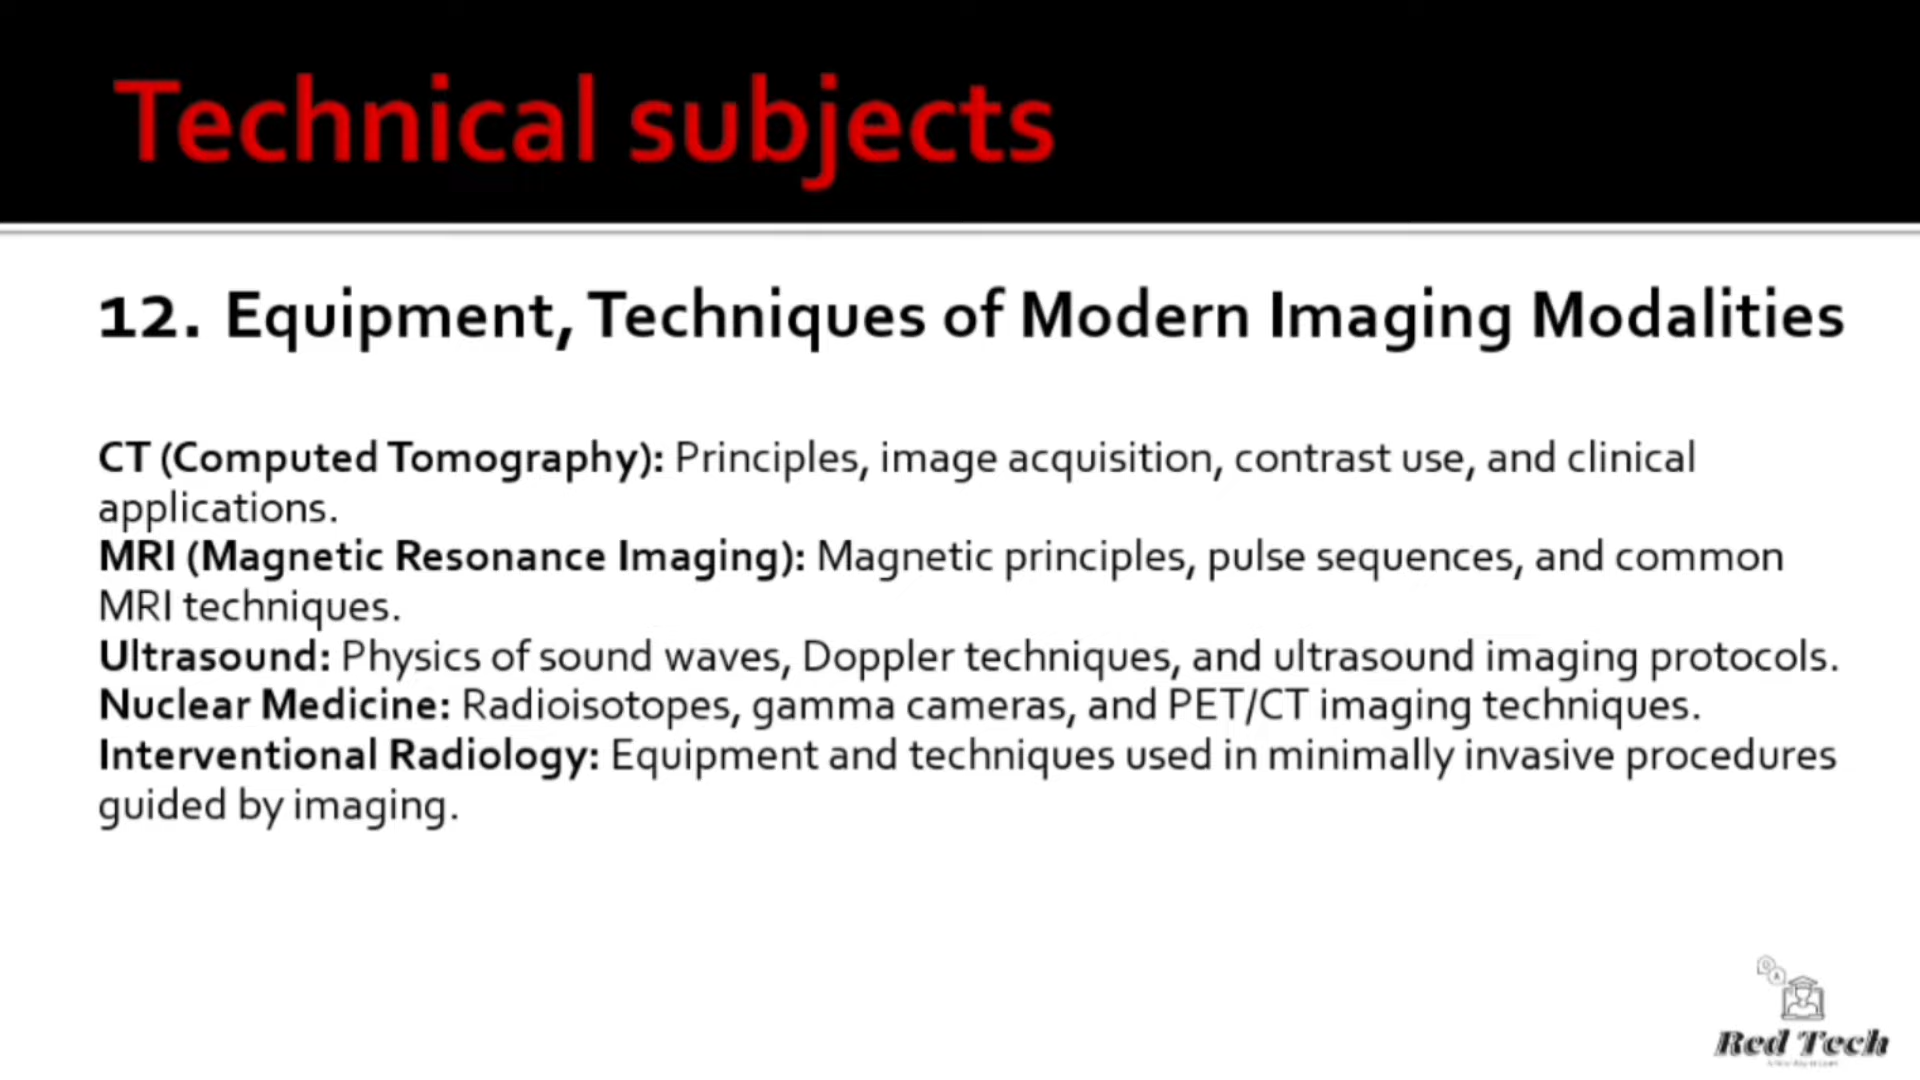 Technical subjects
12. Equipment, Techniques of Modern Imaging Modalities
CT (Computed Tomography): Principles, image acquisition, contrast use, and clinical
applications.
MRI (Magnetic Resonance Imaging): Magnetic principles, pulse sequences, and common
MRI techniques.
Ultrasound: Physics of sound waves, Doppler techniques, and ultrasound imaging protocols.
Nuclear Medicine: Radioisotopes, gamma cameras, and PET/CT imaging techniques.
Interventional Radiology: Equipment and techniques used in minimally invasive procedures
guided by imaging.
Red Tech